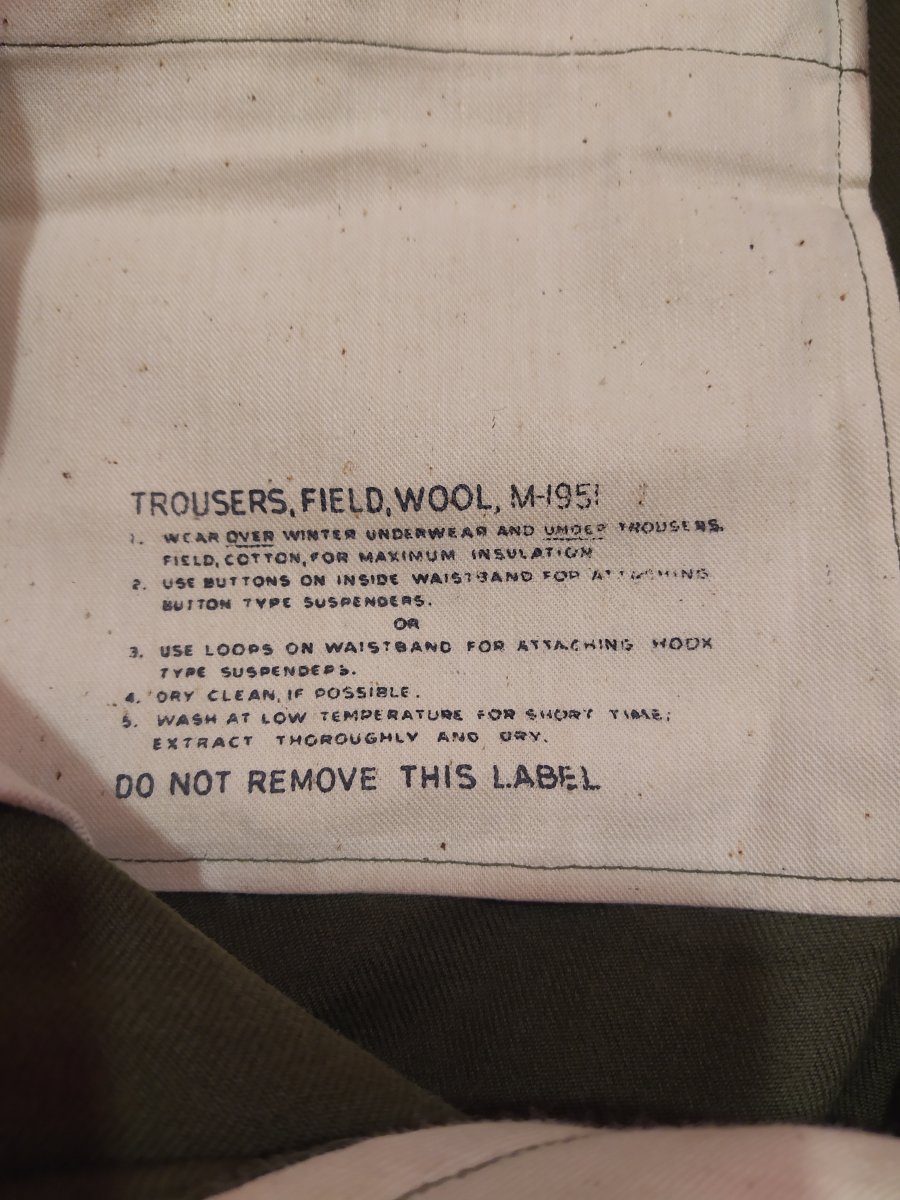 TROUSERS, FIELD, WOOL, M-1951
1. WEAR OVER WINTER UNDERWEAR AND UNDER TROUSERS,
FIELD, COTTON, FOR MAXIMUM INSULATION
2. USE BUTTONS ON INSIDE WAISTBAND FOR ATTACHING
BUTTON TYPE SUSPENDERS.
OR
3. USE LOOPS ON WAISTBAND FOR ATTACHING HOOK
TYPE SUSPENDERS.
4. DRY CLEAN, IF POSSIBLE.
5. WASH AT LOW TEMPERATURE FOR SHORT TIME;
EXTRACT THOROUGHLY AND DRY.
DO NOT REMOVE THIS LABEL